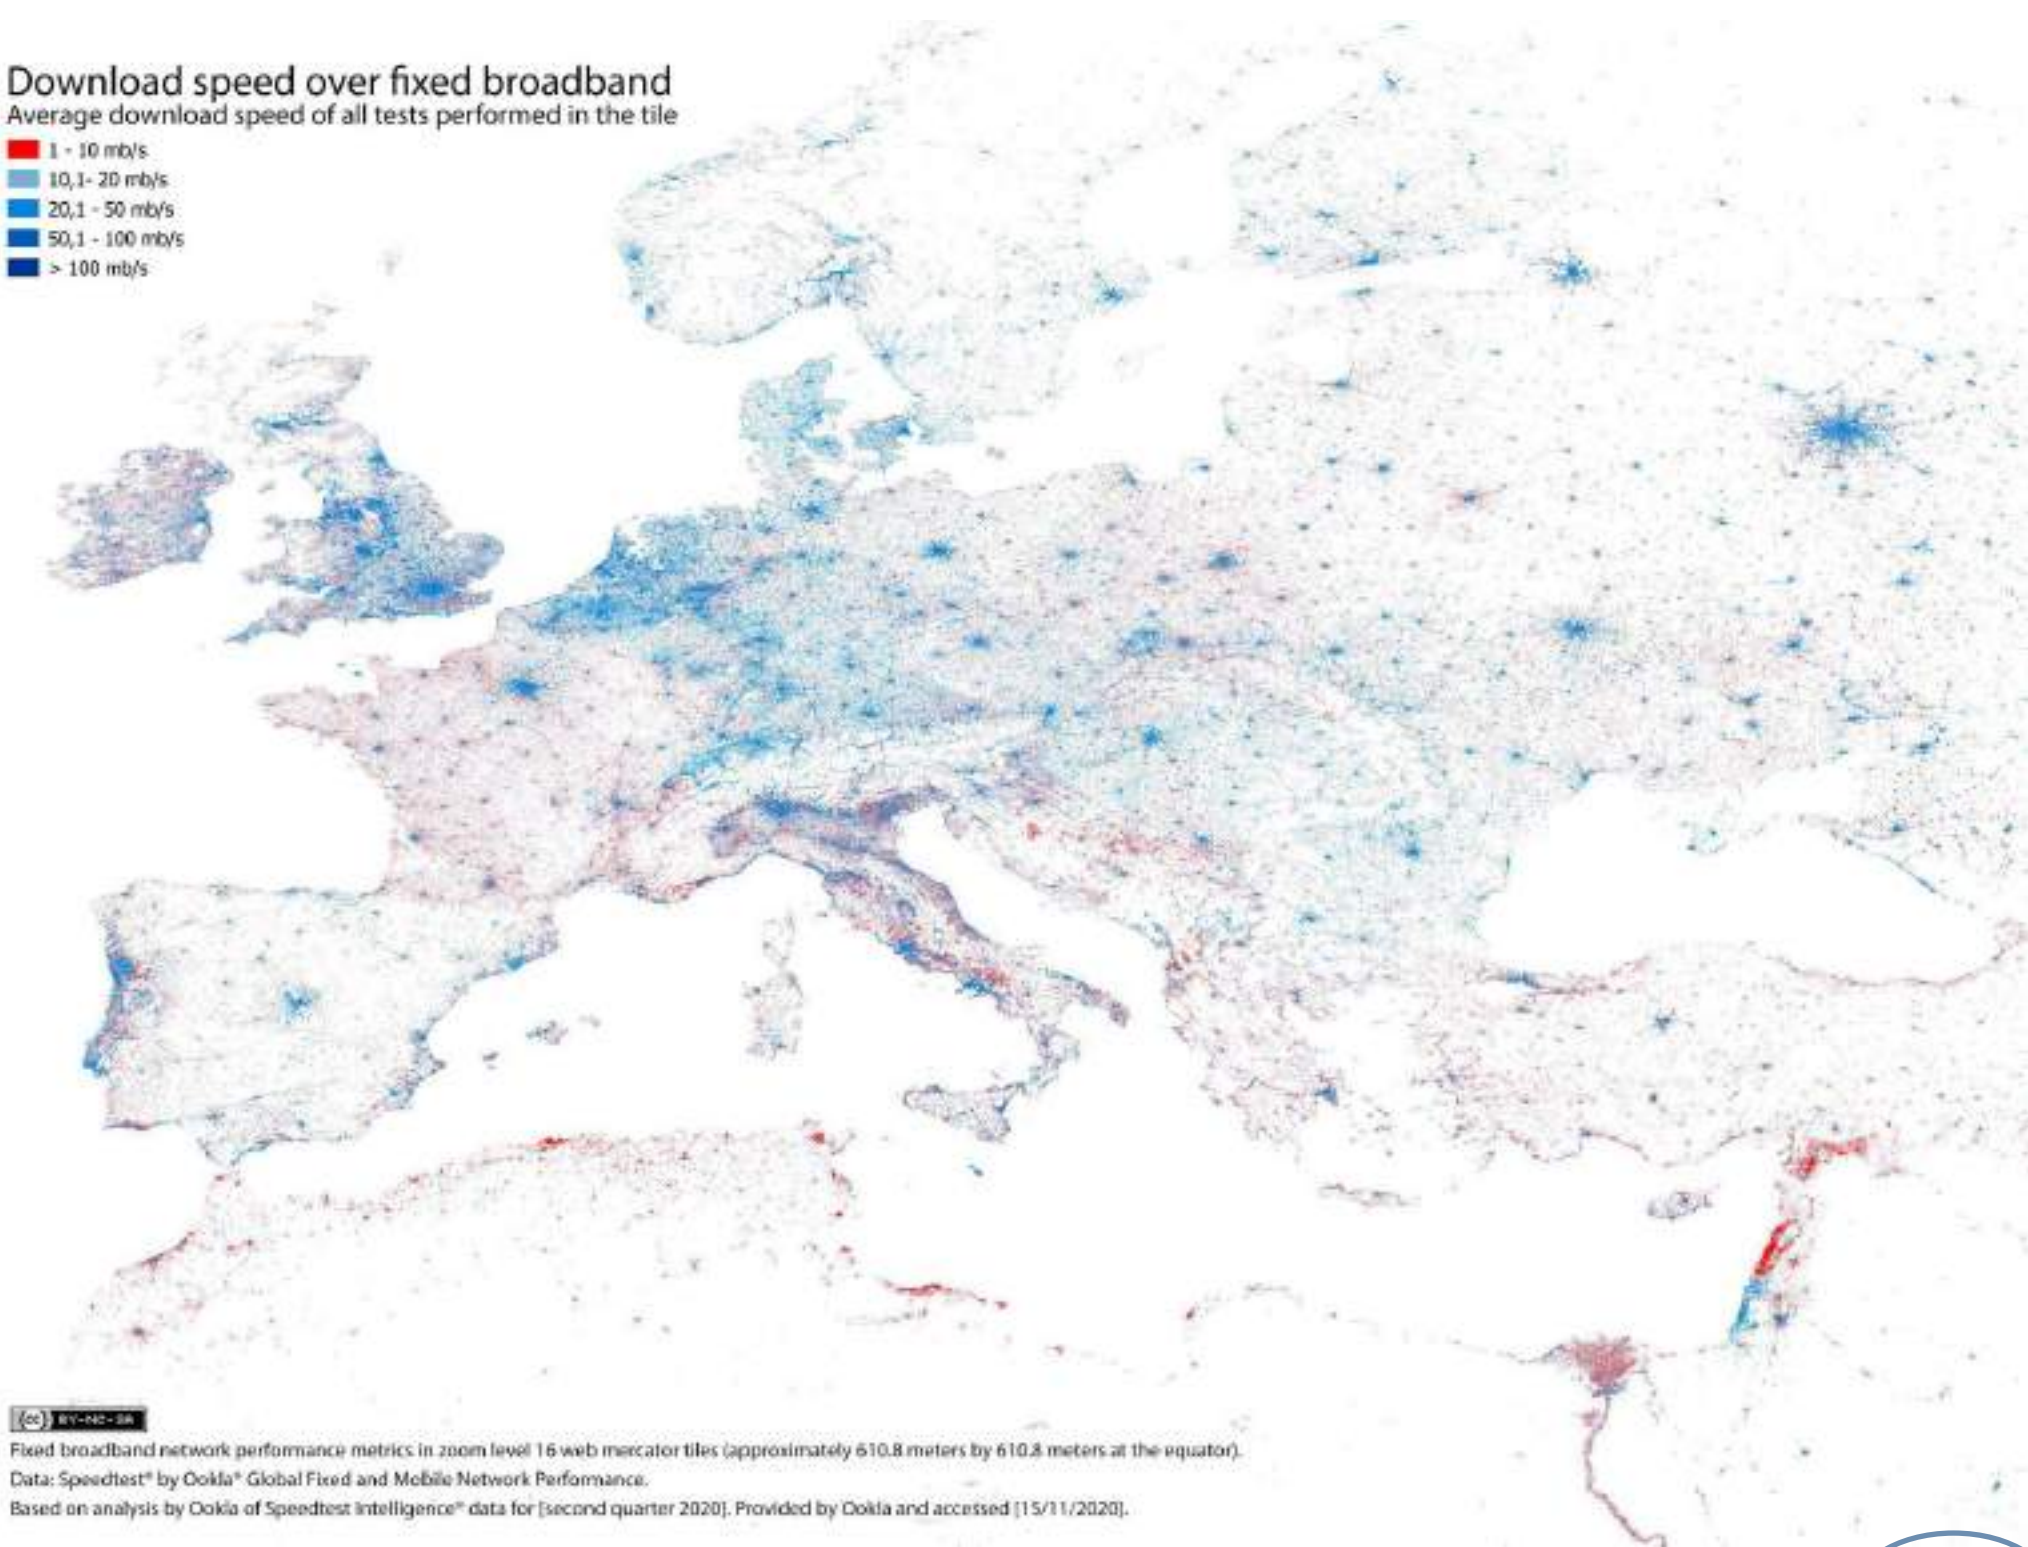 Download speed over fixed broadband
Average download speed of all tests performed in the tile
1 - 10 mb/s
10,1- 20 mb/s
20,1 - 50 mb/s
50,1 - 100 mb/s
> 100 mb/s
(cc) BY-NC-SA
Fixed broadband network performance metrics in zoom level 16 web mercator tiles (approximately 610.8 meters by 610.8 meters at the equator).
Data: Speedtest® by Ookla® Global Fixed and Mobile Network Performance.
Based on analysis by Ookla of Speedtest Intelligence® data for [second quarter 2020]. Provided by Ookla and accessed [15/11/2020].